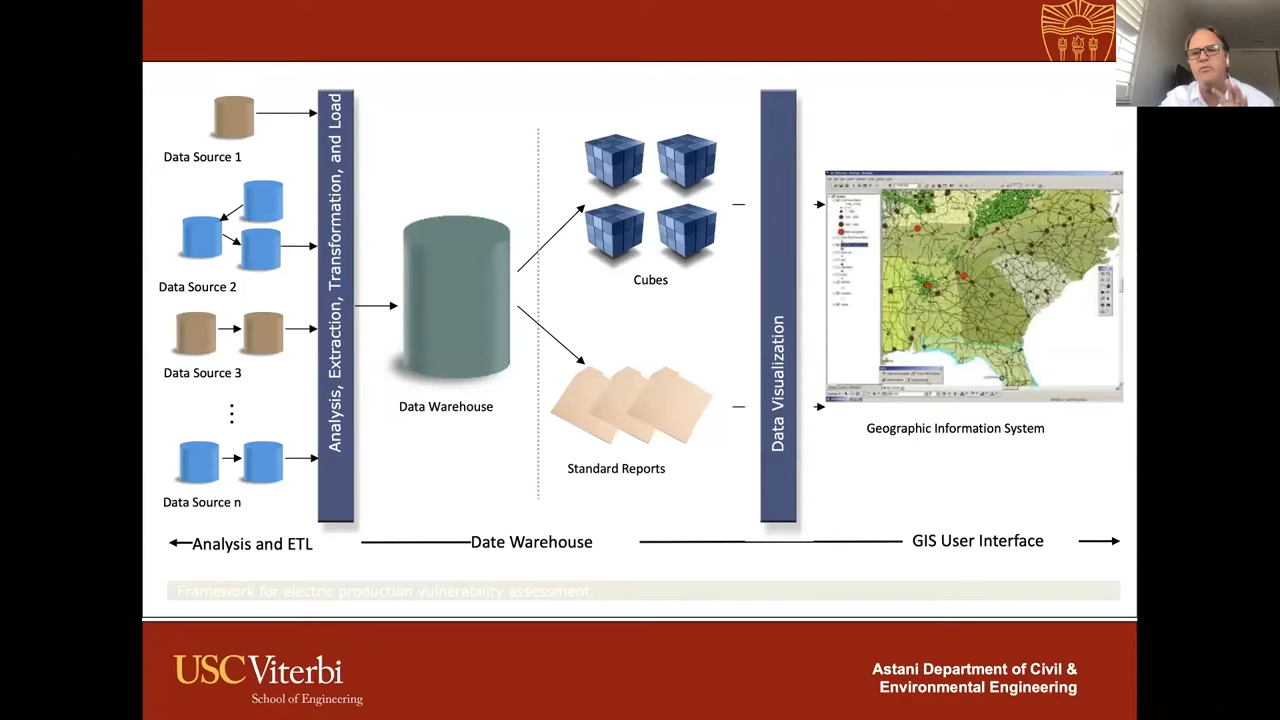 Data Source 1
Data Source 2
Data Source 3
Data Source n
Analysis, Extraction, Transformation, and Load
Data Warehouse
Cubes
Standard Reports
Data Visualization
Geographic Information System
Analysis and ETL
Date Warehouse
GIS User Interface
Framework for electric production vulnerability assessment
USC Viterbi
School of Engineering
Astani Department of Civil &
Environmental Engineering